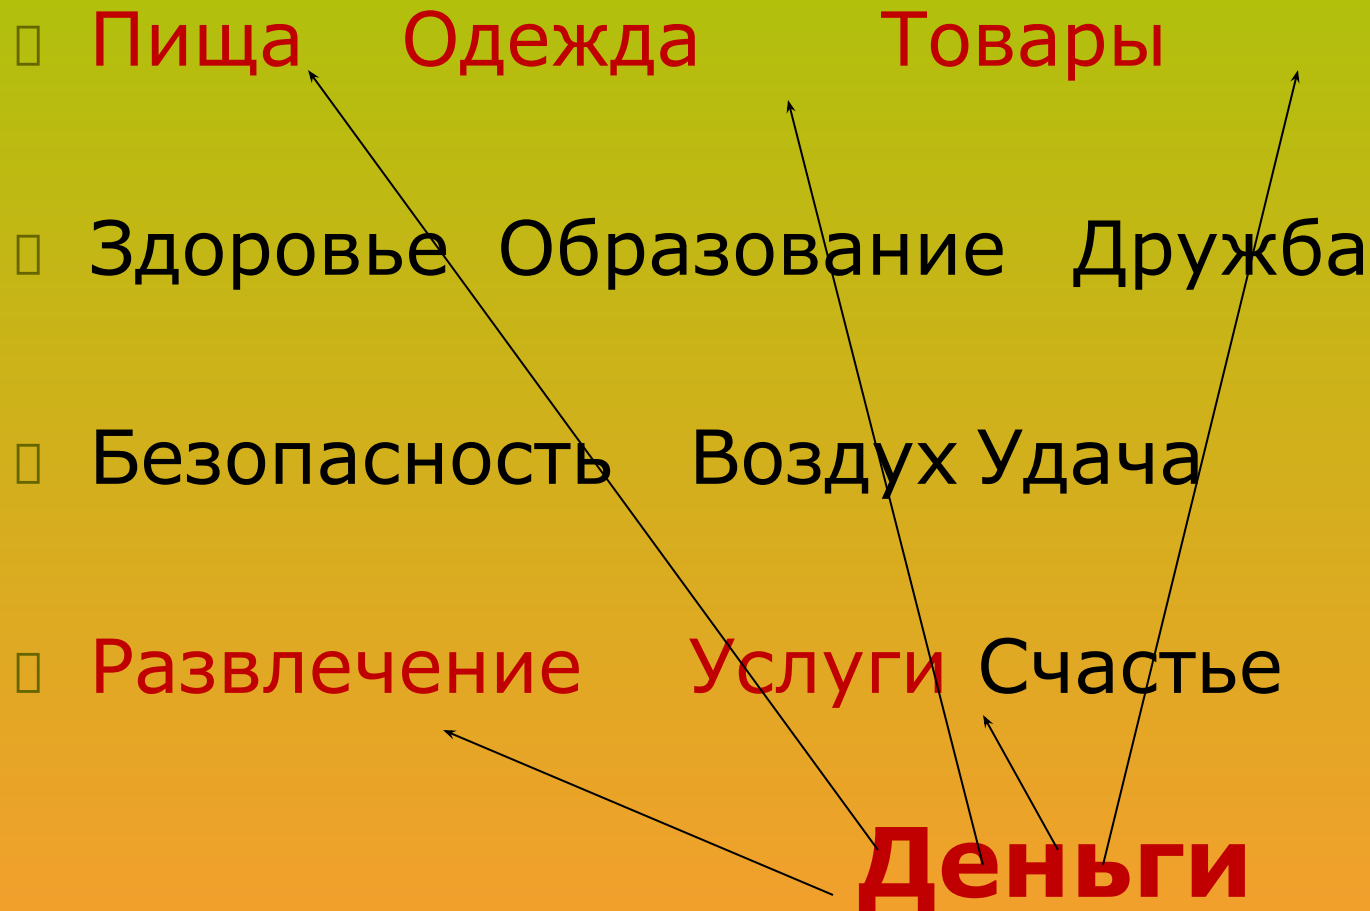 Пища Одежда Товары
Здоровье Образование Дружба
Безопасность Воздух Удача
Развлечение Услуги Счастье
Деньги